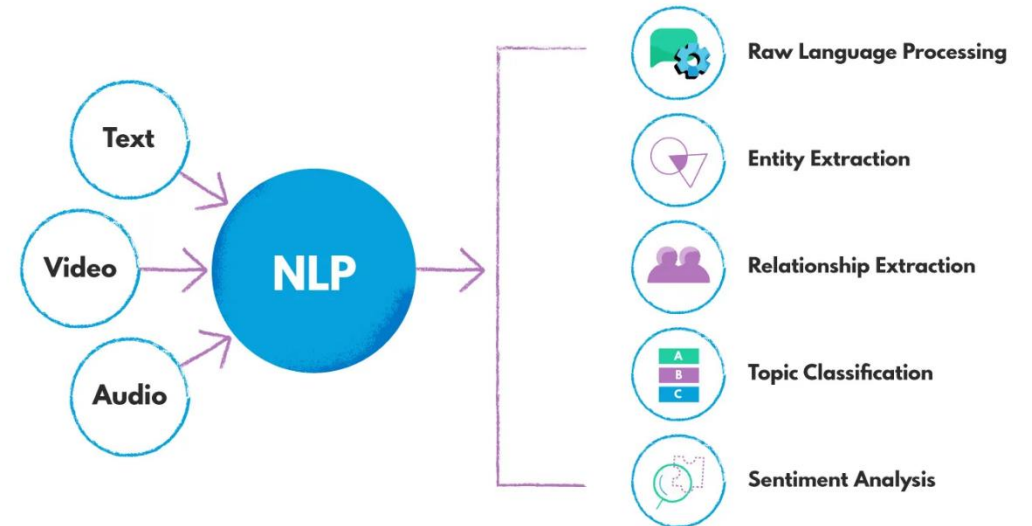 Text
Video
Audio
NLP
Raw Language Processing
Entity Extraction
Relationship Extraction
A
B
C
Topic Classification
Sentiment Analysis